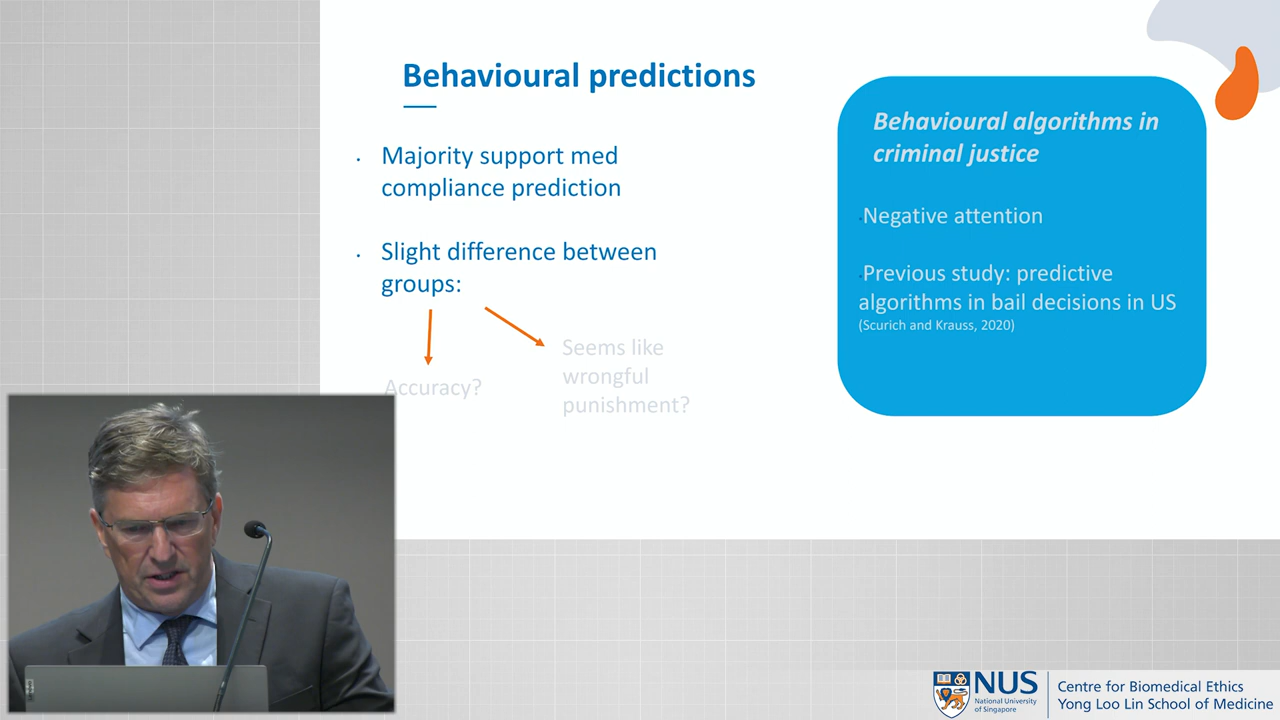 Behavioural predictions
Majority support med
compliance prediction
Slight difference between
groups:
Accuracy?
Seems like
wrongful
punishment?
Behavioural algorithms in
criminal justice
Negative attention
Previous study: predictive
algorithms in bail decisions in US
(Scurich and Krauss, 2020)
NUS
National University
of Singapore
Centre for Biomedical Ethics
Yong Loo Lin School of Medicine